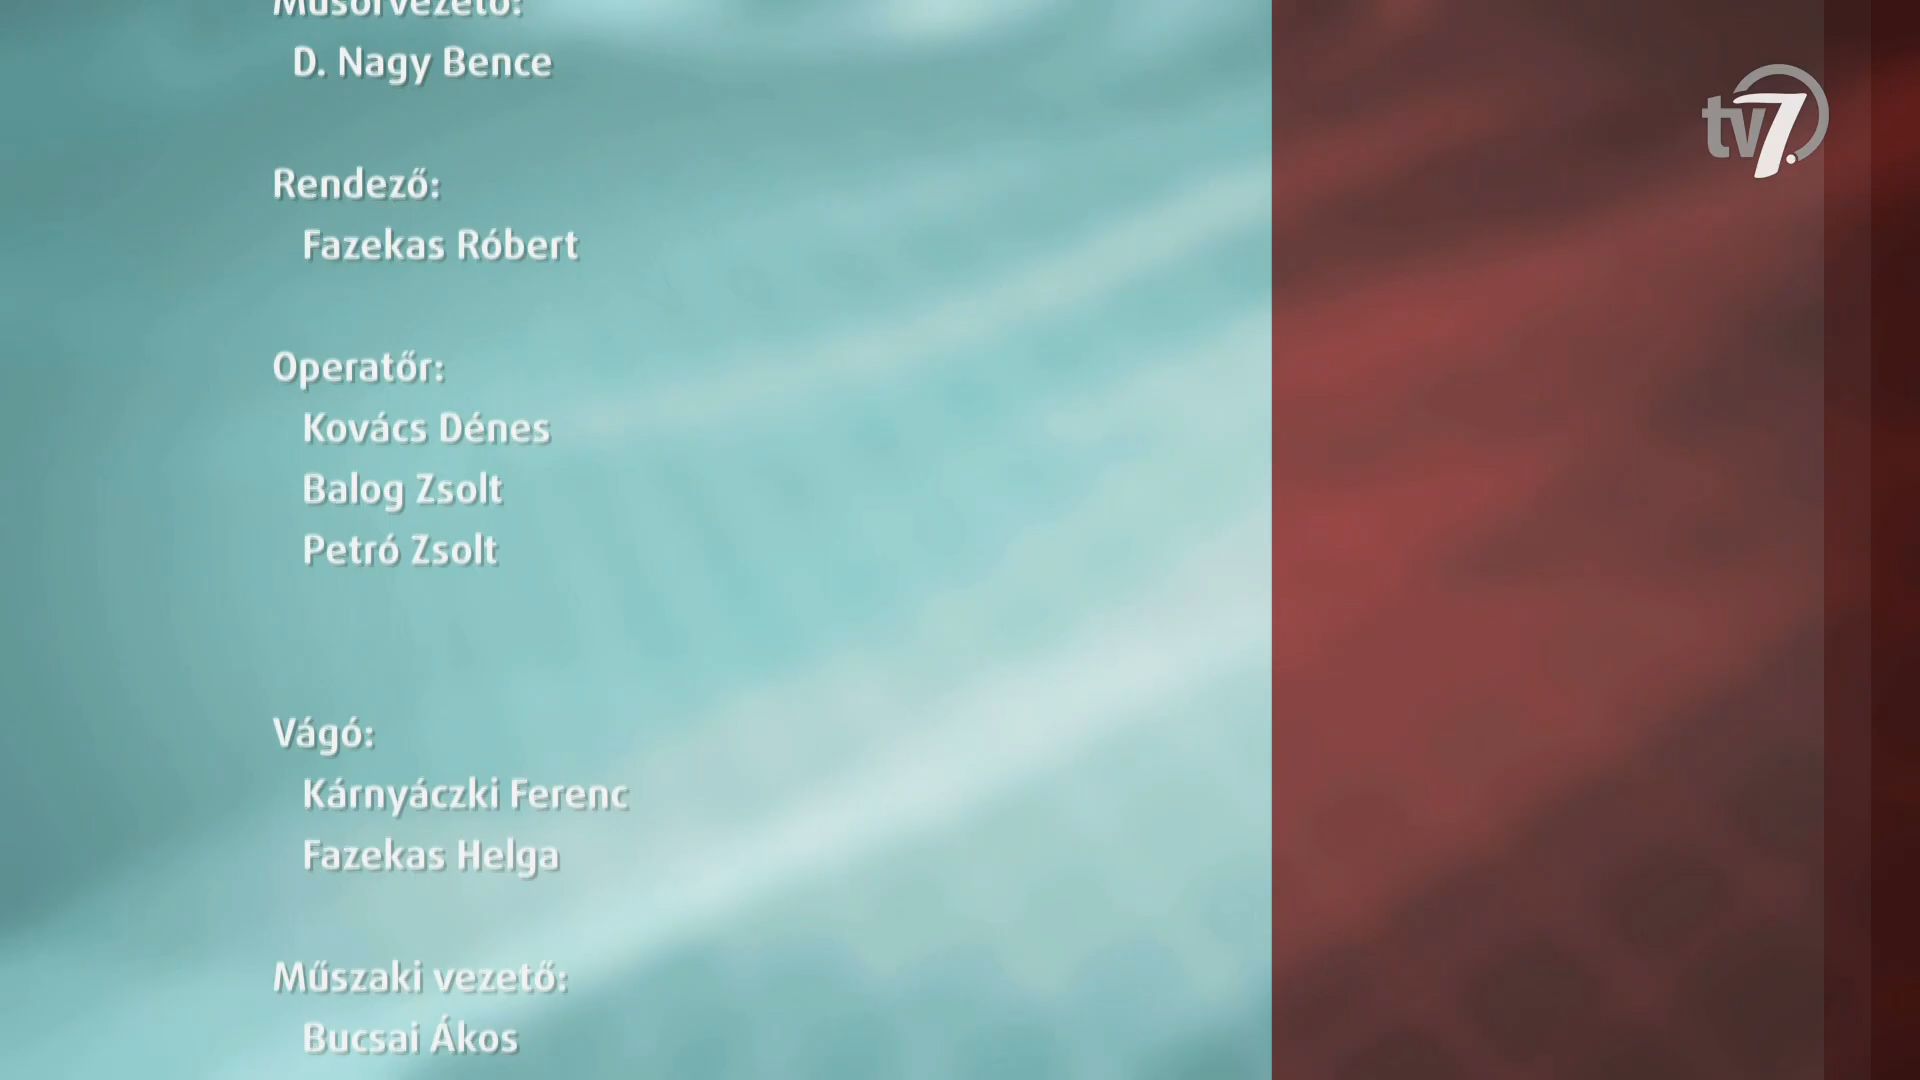 Műsorvezető:
D. Nagy Bence
tv7.
Rendező:
Fazekas Róbert
Operatőr:
Kovács Dénes
Balog Zsolt
Petró Zsolt
Vágó:
Kárnyáczki Ferenc
Fazekas Helga
Műszaki vezető:
Bucsai Ákos